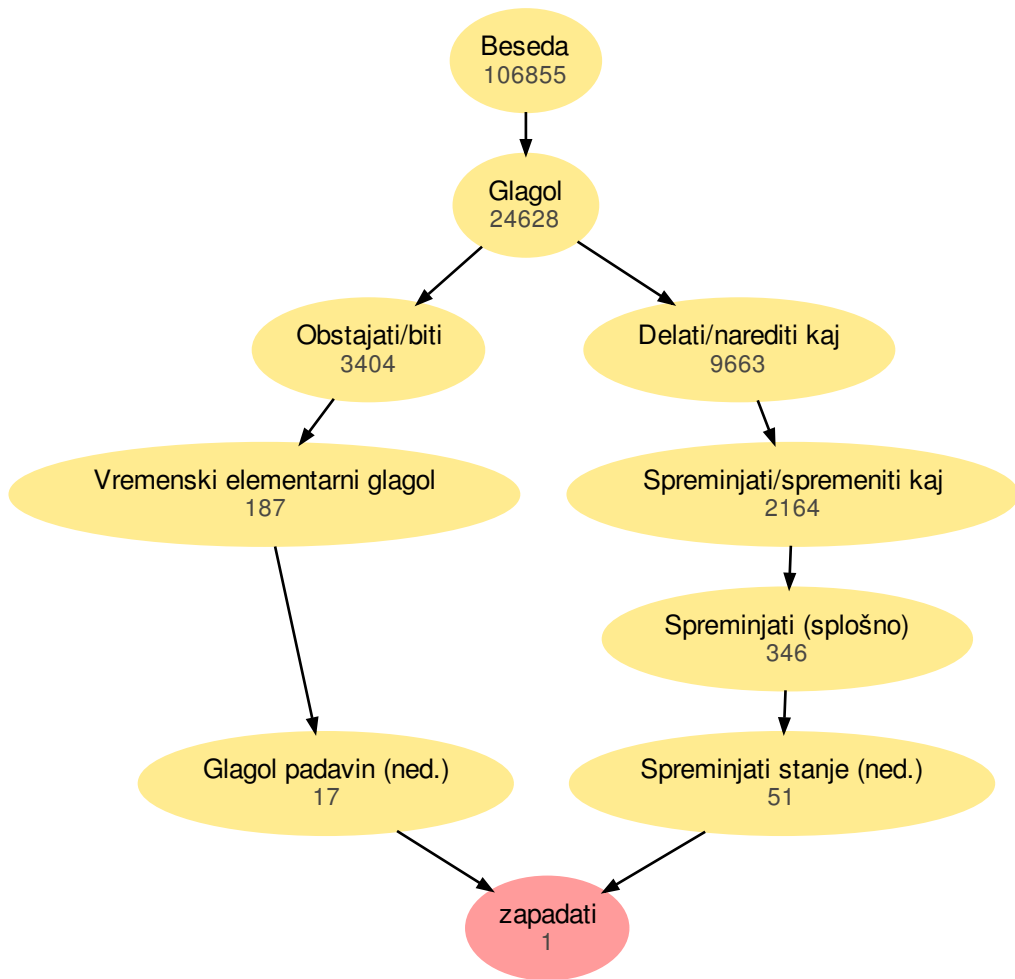 Beseda
106855
Glagol
24628
Obstajati/biti
3404
Delati/narediti kaj
9663
Vremenski elementarni glagol
187
Spreminjati/spremeniti kaj
2164
Spreminjati (splošno)
346
Glagol padavin (ned.)
17
Spreminjati stanje (ned.)
51
zapadati
1